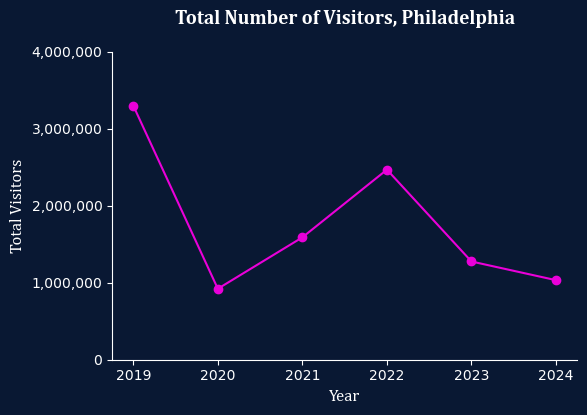 Total Number of Visitors, Philadelphia
4,000,000
3,000,000
2,000,000
1,000,000
0
Total Visitors
2019 2020 2021 2022 2023 2024
Year